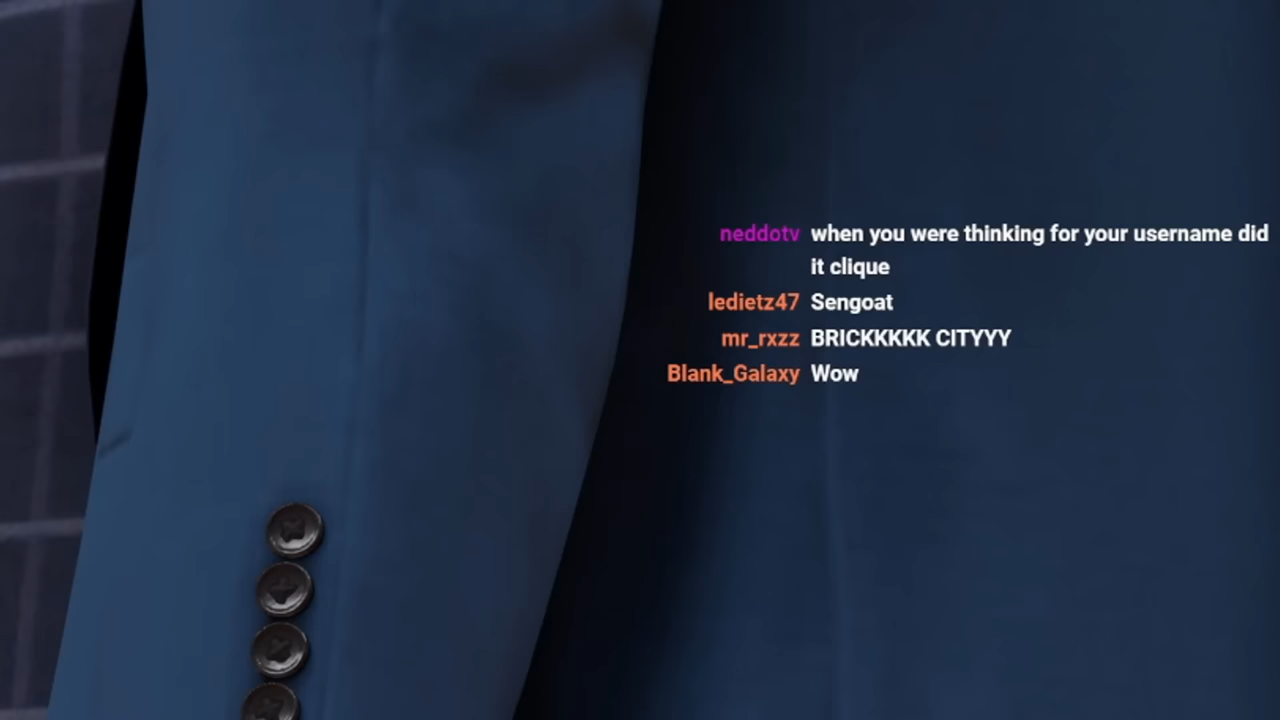 neddotv when you were thinking for your username did
it clique
ledietz47 Sengoat
mr_rxzz BRICKKKKK CITYYY
Blank_Galaxy Wow